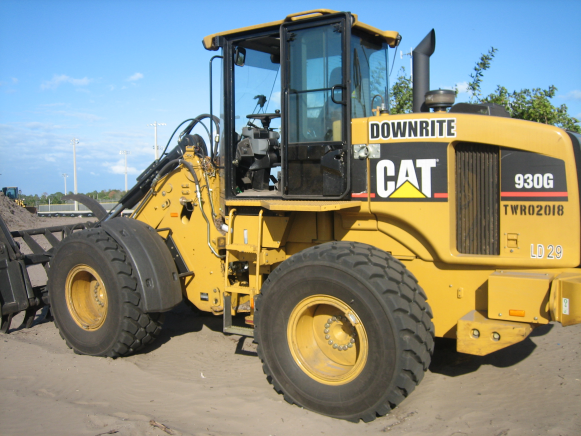 DOWNRITE
CAT
930G
TWR02018
LD 29